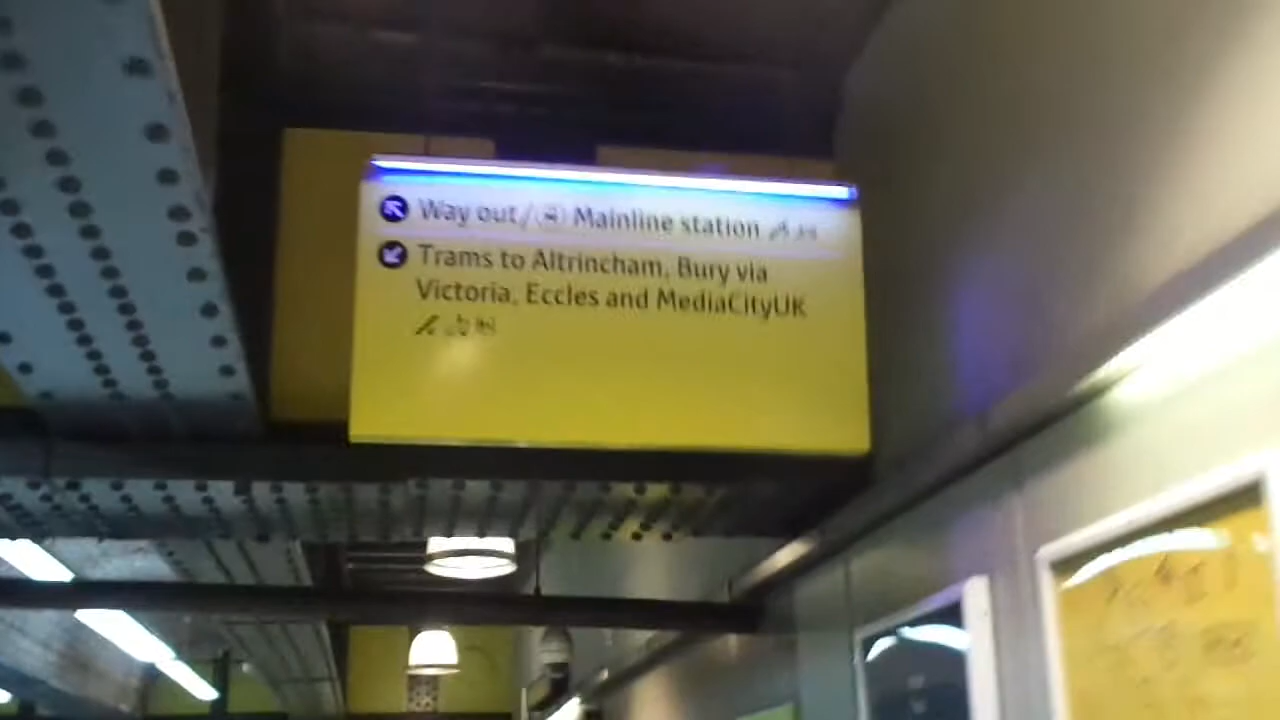 Way out/ Mainline station
Trams to Altrincham, Bury via
Victoria, Eccles and MediaCityUK